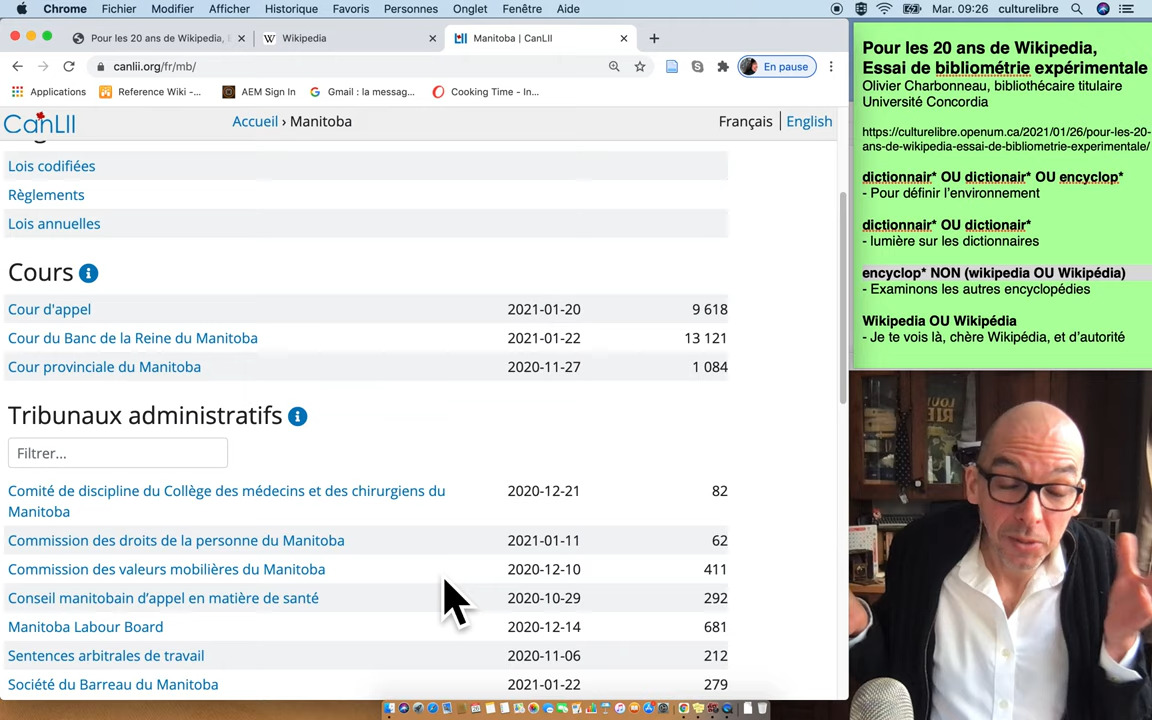 Chrome Fichier Modifier Afficher Historique Favoris Personnes Onglet Fenêtre Aide Mar. 09:26 culturelibre
Pour les 20 ans de Wikipedia, Wikipedia Manitoba | CanLII
canlii.org/fr/mb/ En pause
Applications Reference Wiki -... AEM Sign In Gmail : la messag... Cooking Time - In...
CanLII Accueil › Manitoba Français English
Lois codifiées
Règlements
Lois annuelles
Cours
Cour d'appel 2021-01-20 9 618
Cour du Banc de la Reine du Manitoba 2021-01-22 13 121
Cour provinciale du Manitoba 2020-11-27 1 084
Tribunaux administratifs
Filtrer...
Comité de discipline du Collège des médecins et des chirurgiens du 2020-12-21 82
Manitoba
Commission des droits de la personne du Manitoba 2021-01-11 62
Commission des valeurs mobilières du Manitoba 2020-12-10 411
Conseil manitobain d'appel en matière de santé 2020-10-29 292
Manitoba Labour Board 2020-12-14 681
Sentences arbitrales de travail 2020-11-06 212
Société du Barreau du Manitoba 2021-01-22 279
Pour les 20 ans de Wikipedia,
Essai de bibliométrie expérimentale
Olivier Charbonneau, bibliothécaire titulaire
Université Concordia
https://culturelibre.openum.ca/2021/01/26/pour-les-20-
ans-de-wikipedia-essai-de-bibliometrie-experimentale/
dictionnair* OU dictionair* OU encyclop*
- Pour définir l'environnement
dictionnair* OU dictionair*
- lumière sur les dictionnaires
encyclop* NON (wikipedia OU Wikipédia)
- Examinons les autres encyclopédies
Wikipedia OU Wikipédia
- Je te vois là, chère Wikipédia, et d'autorité